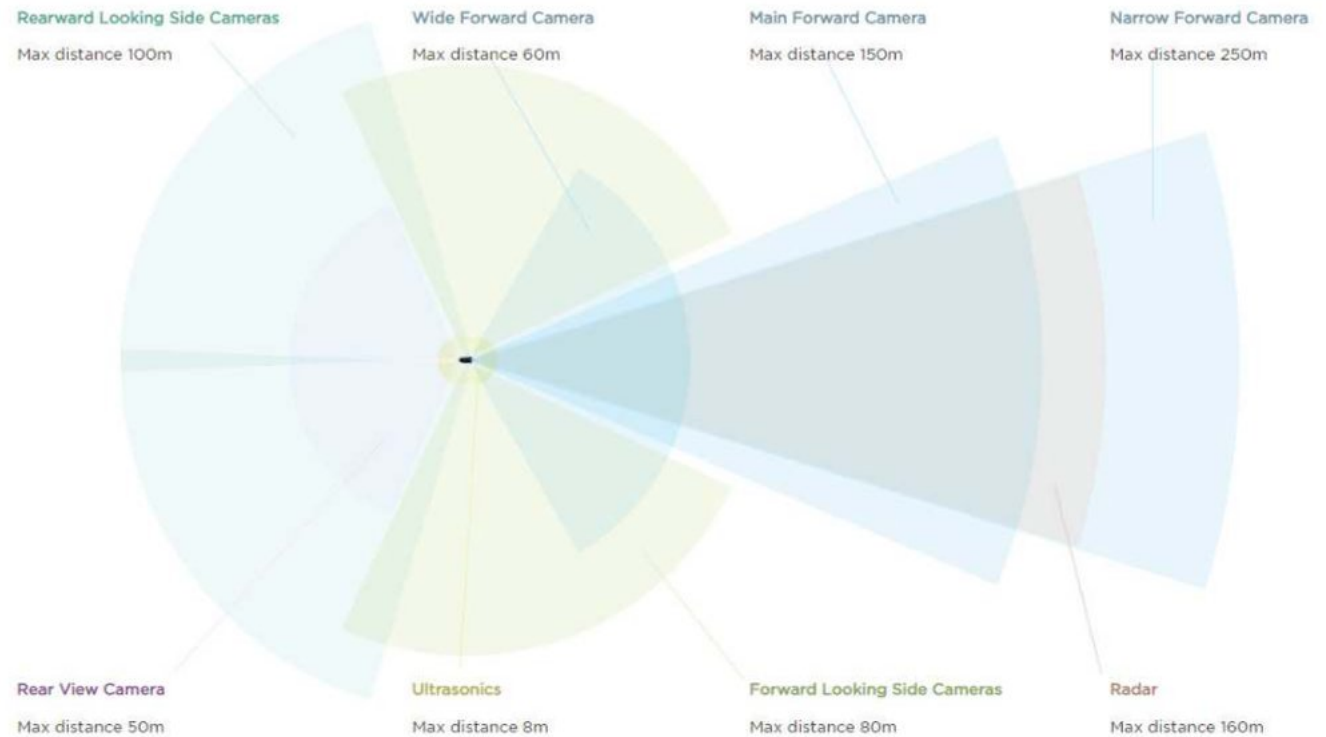 Rearward Looking Side Cameras
Max distance 100m
Wide Forward Camera
Max distance 60m
Main Forward Camera
Max distance 150m
Narrow Forward Camera
Max distance 250m
Rear View Camera
Max distance 50m
Ultrasonics
Max distance 8m
Forward Looking Side Cameras
Max distance 80m
Radar
Max distance 160m